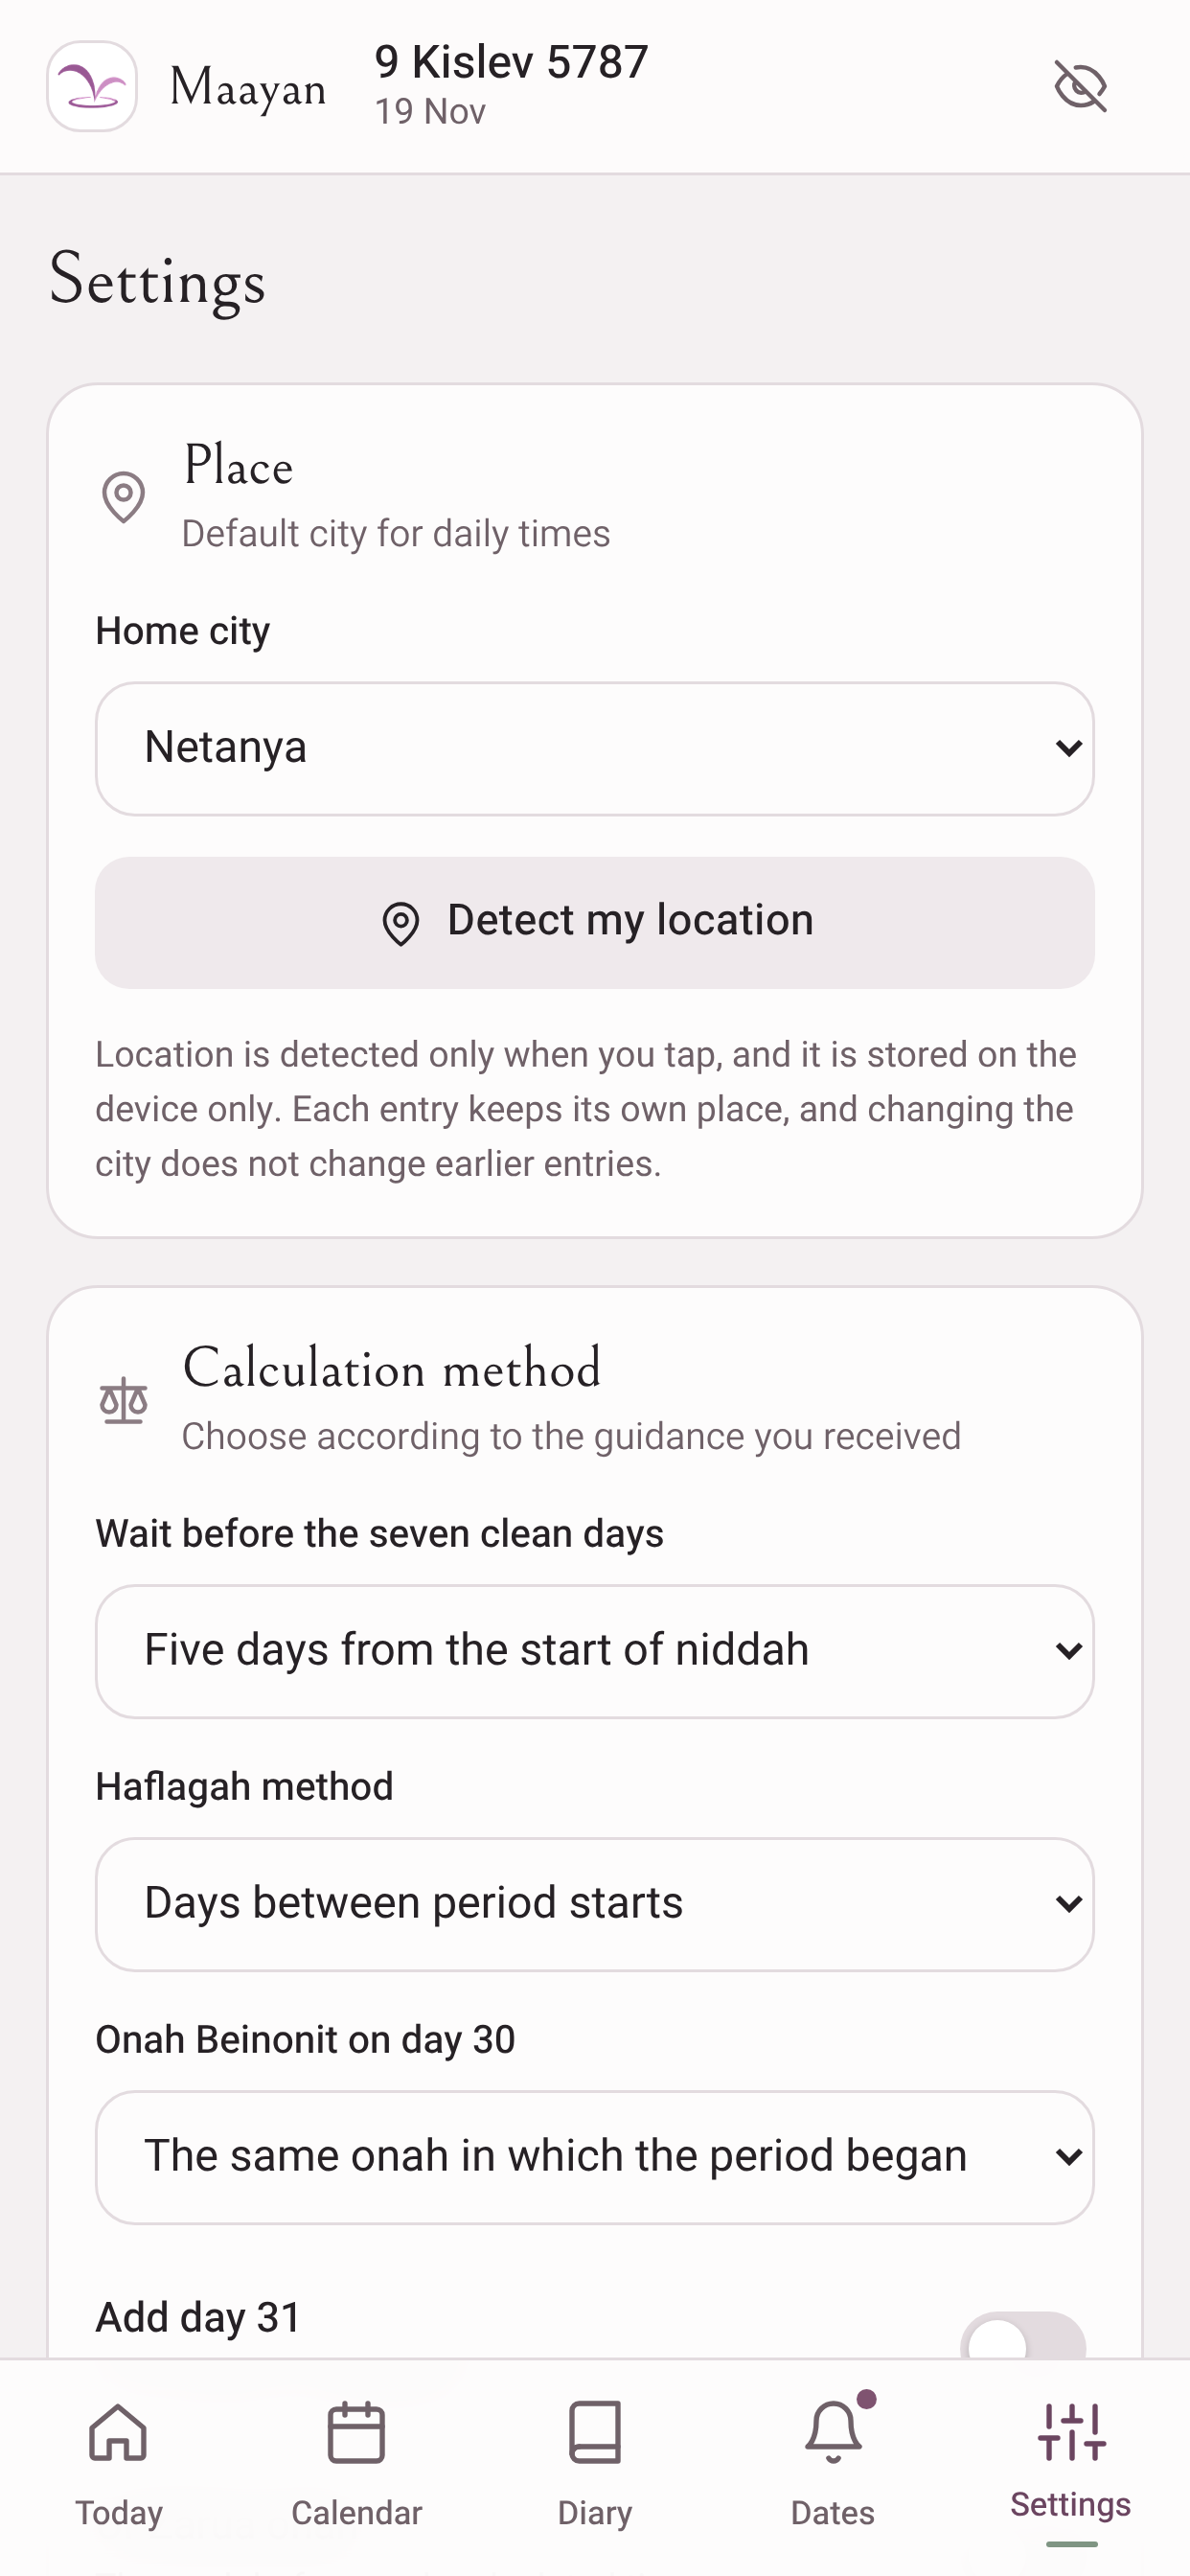 Maayan
9 Kislev 5787
19 Nov
Settings
Place
Default city for daily times
Home city
Netanya
Detect my location
Location is detected only when you tap, and it is stored on the
device only. Each entry keeps its own place, and changing the
city does not change earlier entries.
Calculation method
Choose according to the guidance you received
Wait before the seven clean days
Five days from the start of niddah
Haflagah method
Days between period starts
Onah Beinonit on day 30
The same onah in which the period began
Add day 31
Today
Calendar
Diary
Dates
Settings